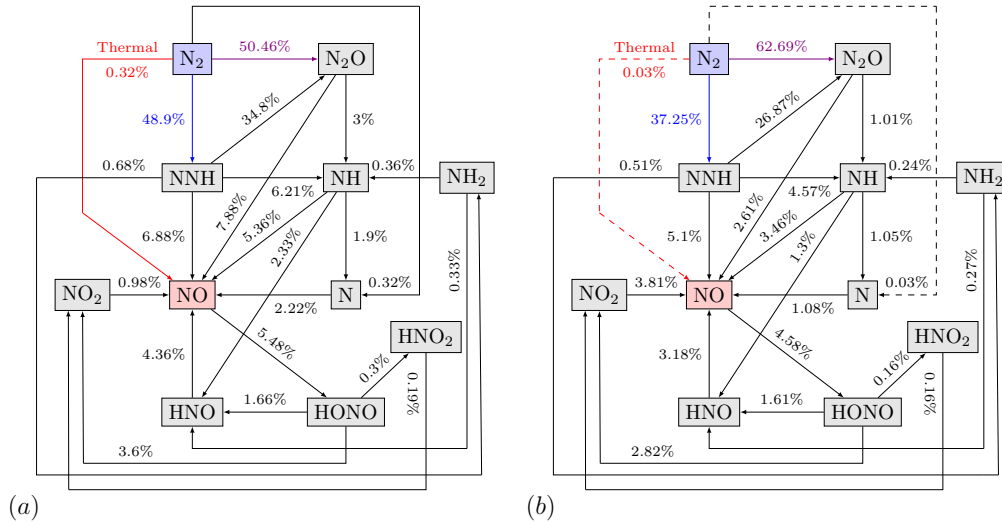 Thermal
0.32%
N₂
50.46%
N₂O
48.9%
34.8%
3%
0.68%
NNH
6.21%
NH
0.36%
NH₂
7.88%
5.36%
2.33%
6.88%
1.9%
0.33%
NO₂
0.98%
NO
2.22%
N
0.32%
5.48%
HNO₂
4.36%
0.3%
0.19%
HNO
1.66%
HONO
3.6%
(a)
Thermal
0.03%
N₂
62.69%
N₂O
37.25%
26.87%
1.01%
0.51%
NNH
4.57%
NH
0.24%
NH₂
2.61%
3.46%
1.3%
5.1%
1.05%
0.27%
NO₂
3.81%
NO
1.08%
N
0.03%
4.58%
HNO₂
3.18%
0.16%
0.16%
HNO
1.61%
HONO
2.82%
(b)